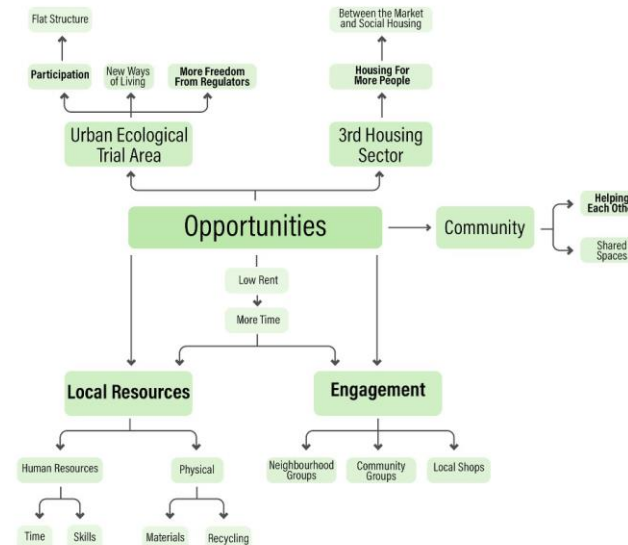 Flat Structure
Between the Market
and Social Housing
Participation
New Ways
of Living
More Freedom
From Regulators
Housing For
More People
Urban Ecological
Trial Area
3rd Housing
Sector
Opportunities
Community
Helping
Each Othe
Shared
Spaces
Low Rent
More Time
Local Resources
Engagement
Human Resources
Physical
Neighbourhood
Groups
Community
Groups
Local Shops
Time
Skills
Materials
Recycling